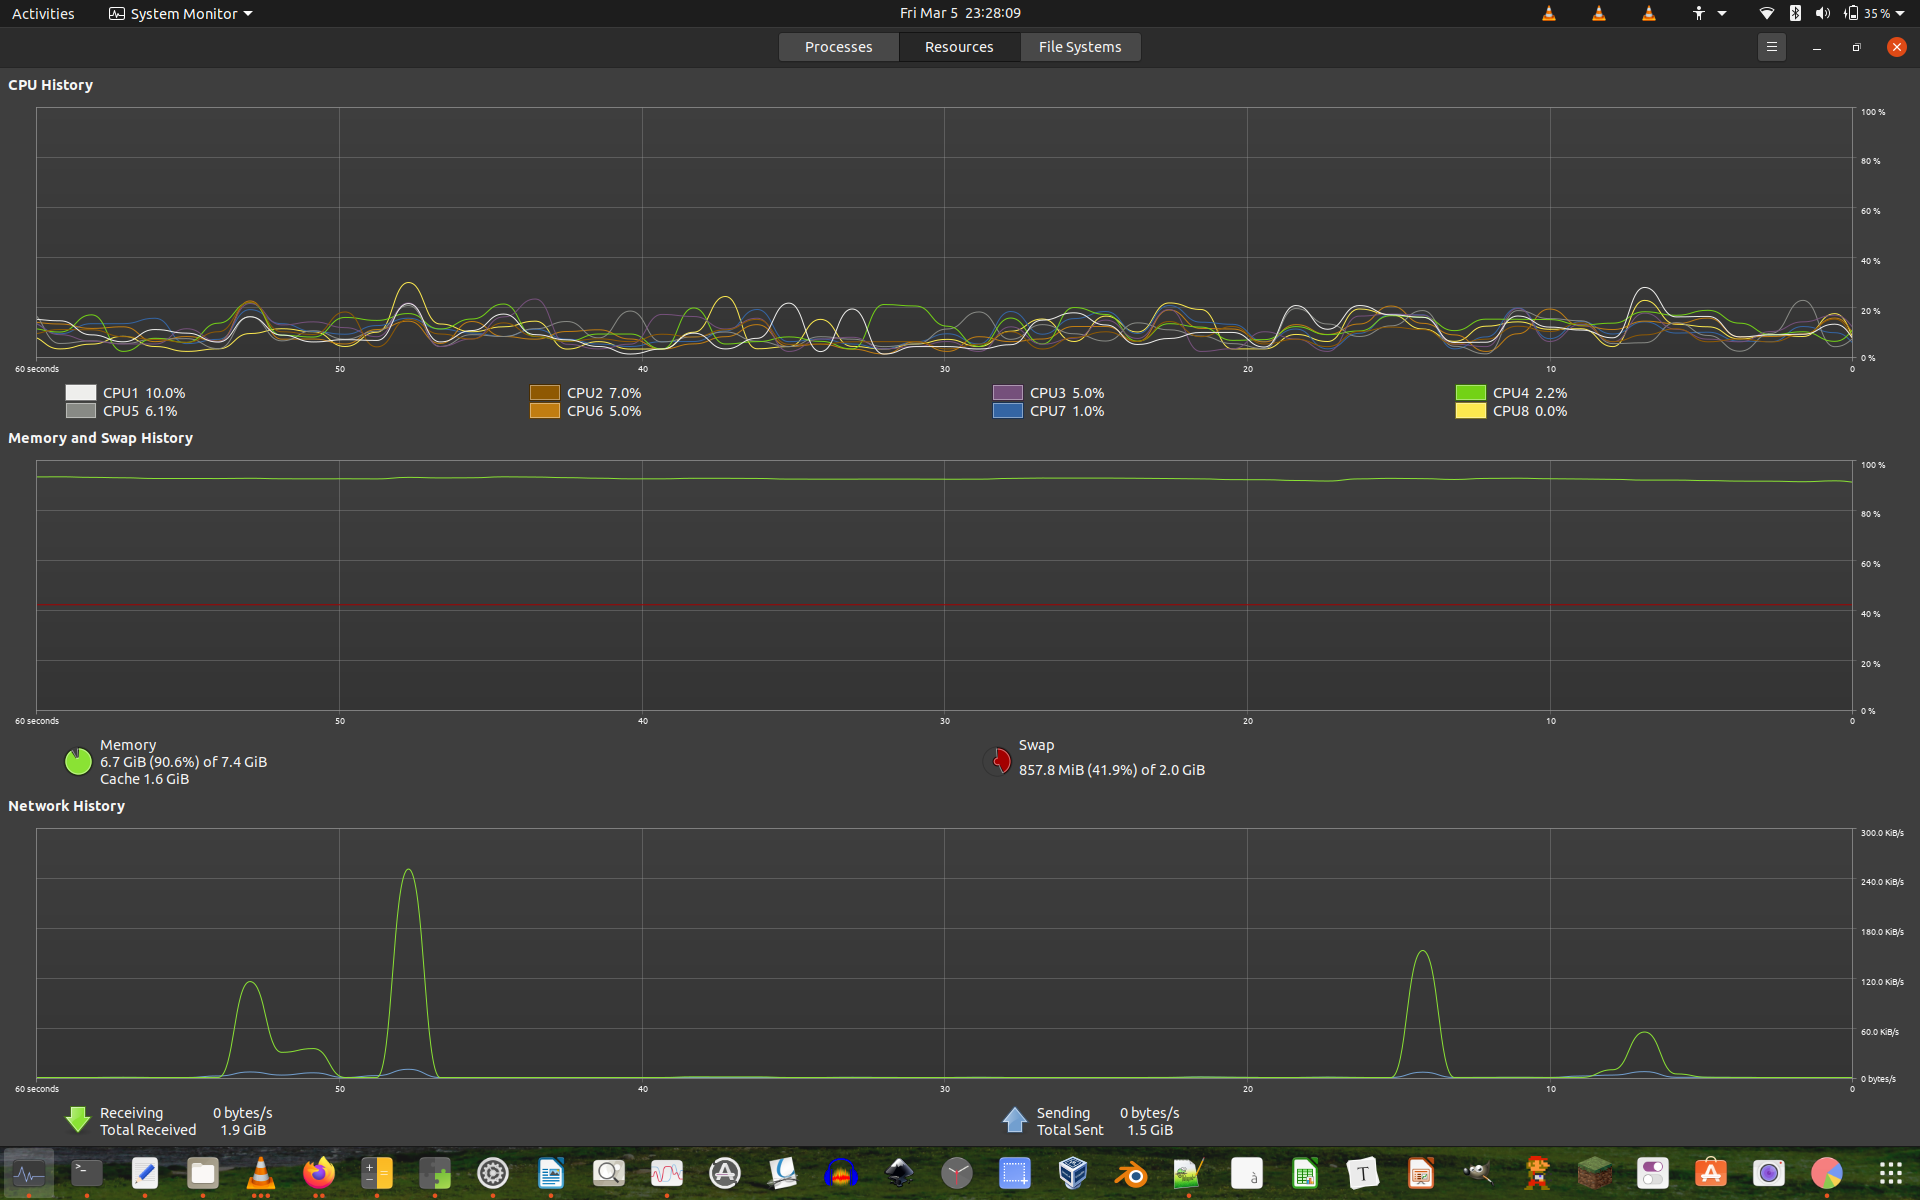 Activities System Monitor Fri Mar 5 23:28:09 35 %
Processes Resources File Systems
CPU History
100 %
80 %
60 %
40 %
20 %
0 %
60 seconds 50 40 30 20 10 0
CPU1 10.0% CPU2 7.0% CPU3 5.0% CPU4 2.2%
CPU5 6.1% CPU6 5.0% CPU7 1.0% CPU8 0.0%
Memory and Swap History
100 %
80 %
60 %
40 %
20 %
0 %
60 seconds 50 40 30 20 10 0
Memory Swap
6.7 GiB (90.6%) of 7.4 GiB 857.8 MiB (41.9%) of 2.0 GiB
Cache 1.6 GiB
Network History
300.0 KiB/s
240.0 KiB/s
180.0 KiB/s
120.0 KiB/s
60.0 KiB/s
0 bytes/s
60 seconds 50 40 30 20 10 0
Receiving 0 bytes/s Sending 0 bytes/s
Total Received 1.9 GiB Total Sent 1.5 GiB